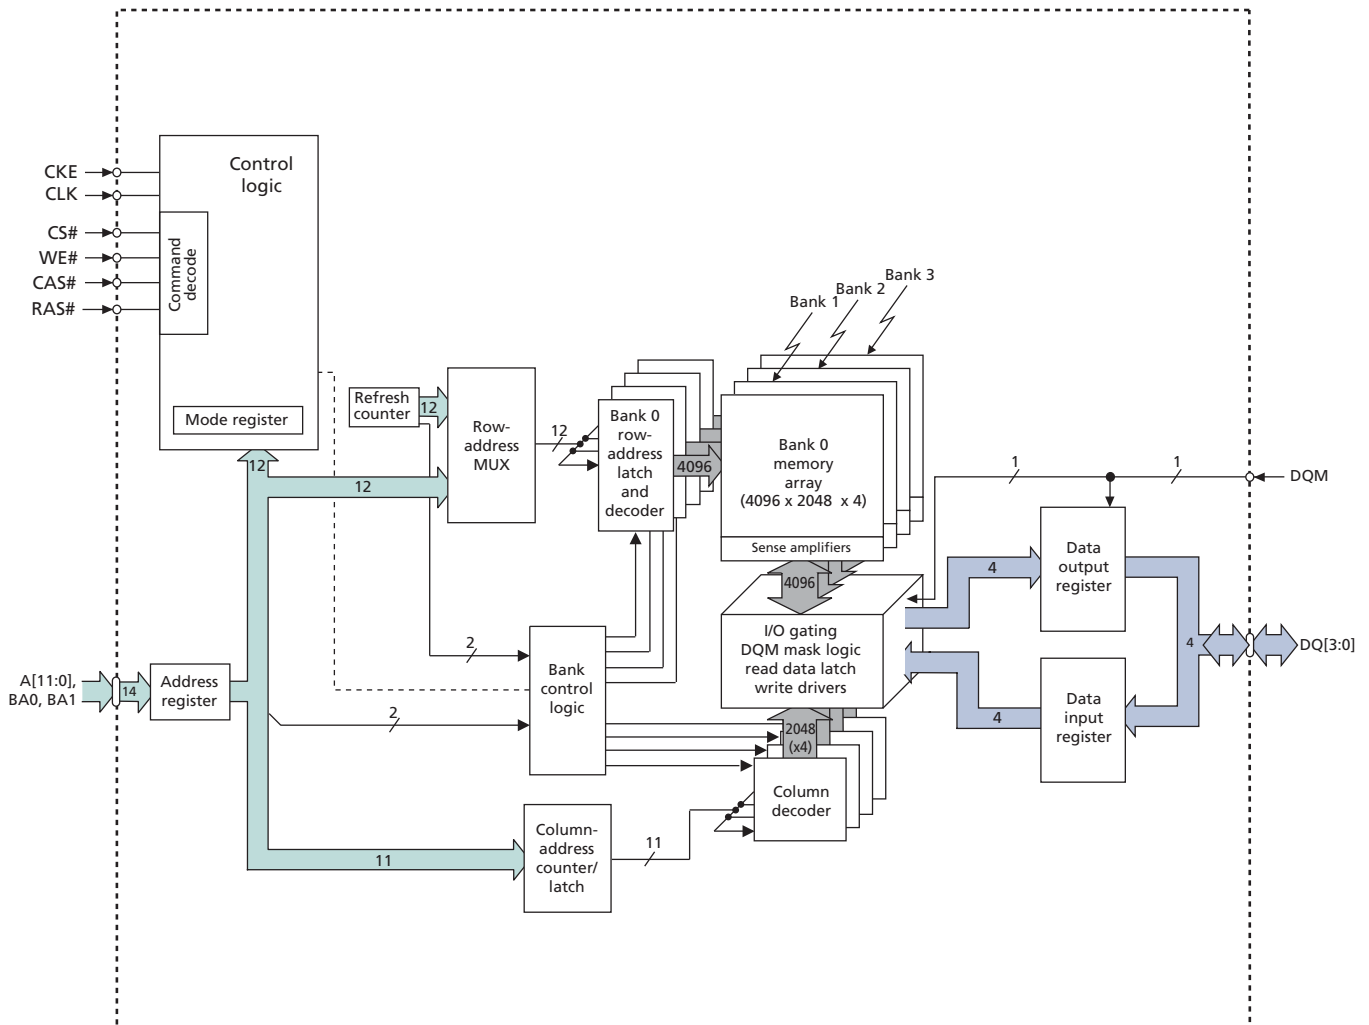 Control
logic
CKE
CLK
CS#
WE#
CAS#
RAS#
Command
decode
Mode register
Bank 3
Bank 2
Bank 1
Refresh
counter
12
Row-
address
MUX
12
Bank 0
row-
address
latch
and
decoder
4096
Bank 0
memory
array
(4096 x 2048 x 4)
Sense amplifiers
12
12
1
1
DQM
4096
4
Data
output
register
I/O gating
DQM mask logic
read data latch
write drivers
4
DQ[3:0]
2
Bank
control
logic
A[11:0],
BA0, BA1
14
Address
register
2
4
Data
input
register
2048
(x4)
Column
decoder
11
Column-
address
counter/
latch
11